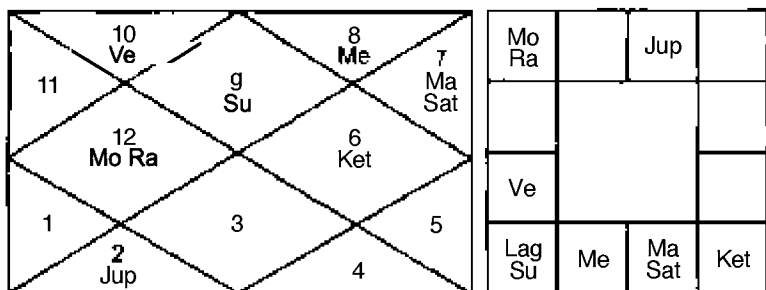 10
Ve
8
Me
7
Ma
Sat
11
9
Su
12
Mo Ra
6
Ket
1
2
Jup
3
4
5
Mo
Ra
Jup
Ve
Lag
Su
Me
Ma
Sat
Ket